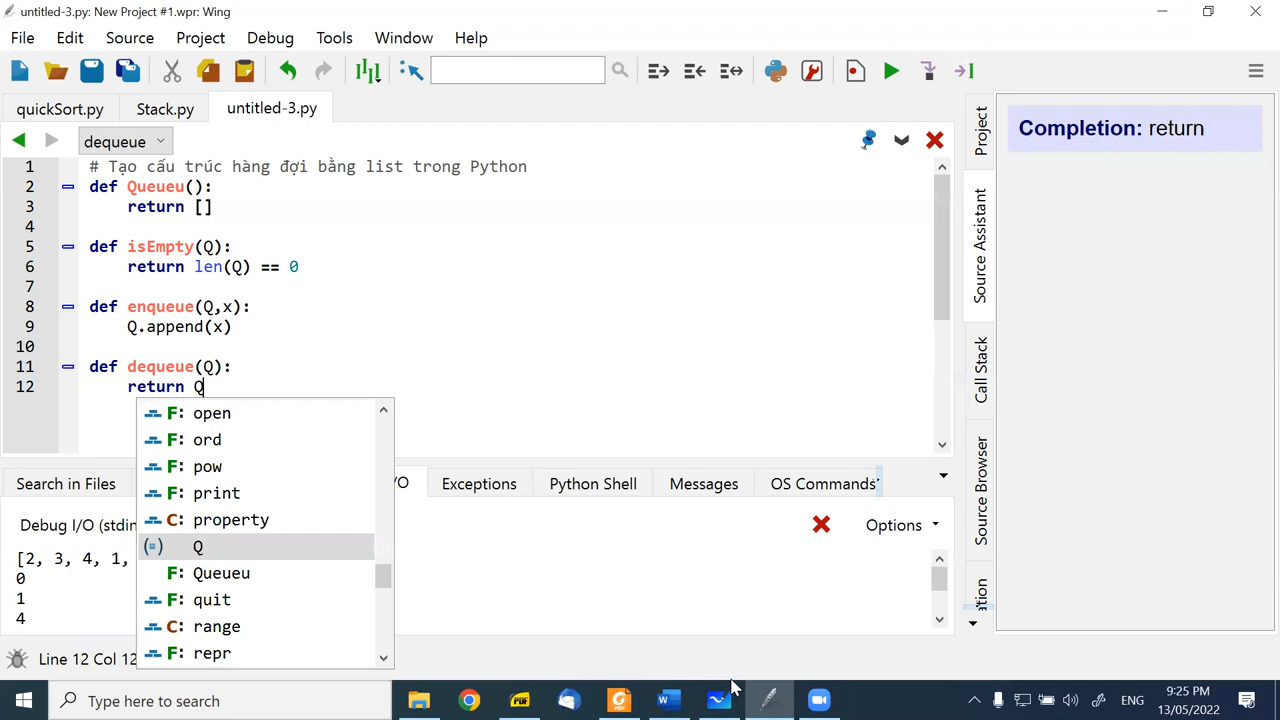 untitled-3.py: New Project #1.wpr: Wing
File Edit Source Project Debug Tools Window Help
quickSort.py Stack.py untitled-3.py
dequeue
1 # Tạo cấu trúc hàng đợi bằng list trong Python
2 def Queueu():
3 return []
4
5 def isEmpty(Q):
6 return len(Q) == 0
7
8 def enqueue(Q,x):
9 Q.append(x)
10
11 def dequeue(Q):
12 return Q
F: open
F: ord
F: pow
F: print
C: property
Q
F: Queueu
F: quit
C: range
F: repr
Search in Files /O Exceptions Python Shell Messages OS Commands
Debug I/O (stdin Options
[2, 3, 4, 1,
0
1
4
Line 12 Col 12
Project
Source Assistant
Call Stack
Source Browser
ation
Completion: return
Type here to search
PDF
PDF
W
ENG
9:25 PM
13/05/2022